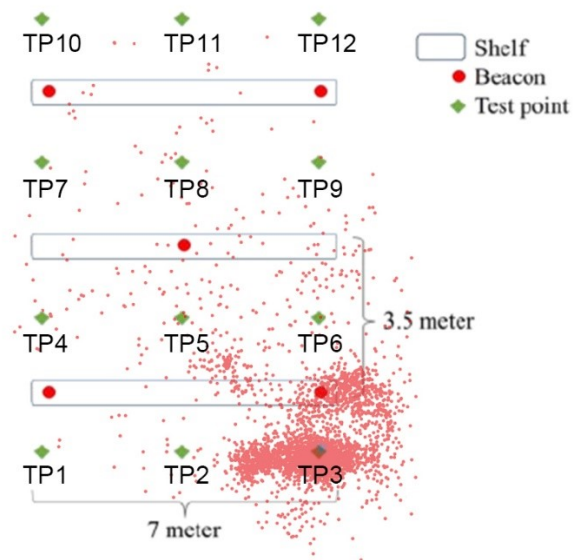 TP10 TP11 TP12
Shelf
Beacon
Test point
TP7 TP8 TP9
3.5 meter
TP4 TP5 TP6
TP1 TP2 TP3
7 meter